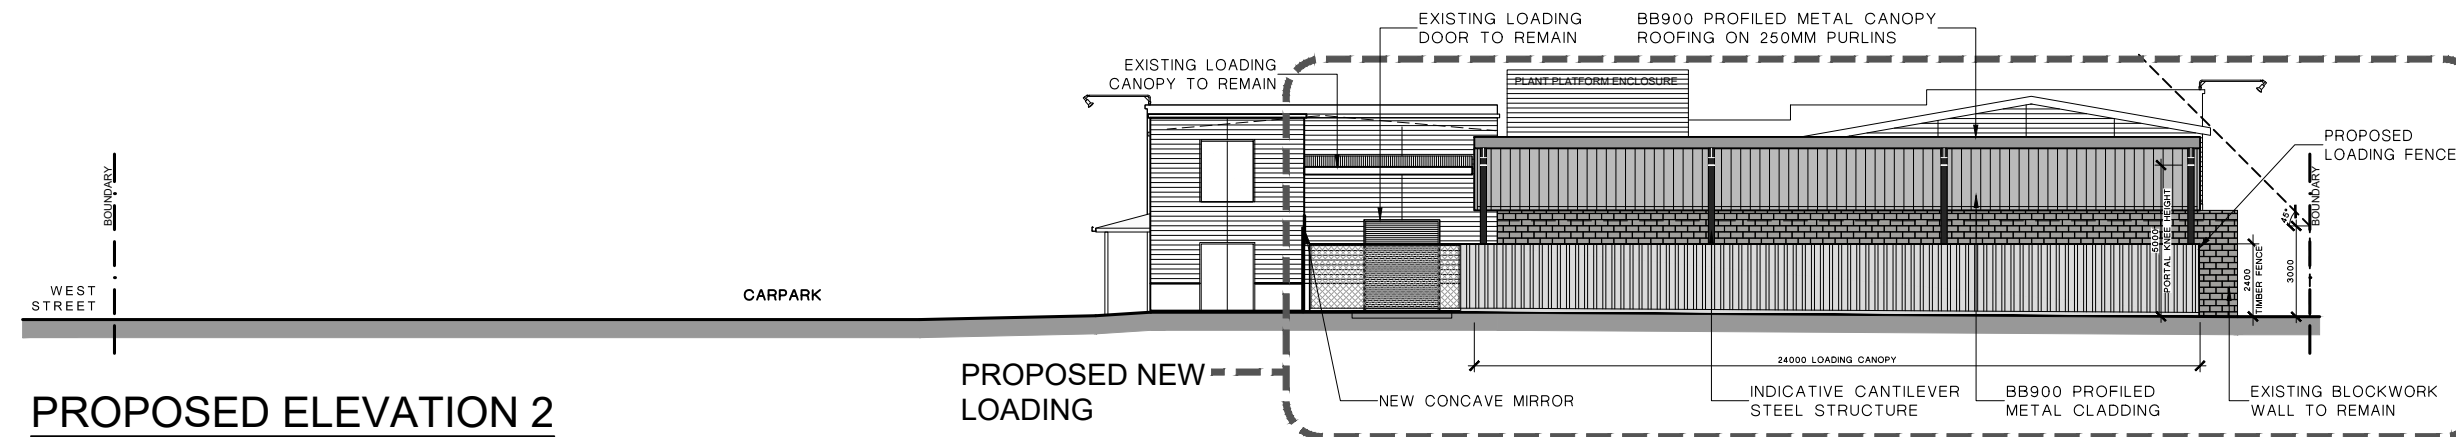 EXISTING LOADING
DOOR TO REMAIN
BB900 PROFILED METAL CANOPY
ROOFING ON 250MM PURLINS
EXISTING LOADING
CANOPY TO REMAIN
PLANT PLATFORM ENCLOSURE
PROPOSED
LOADING FENCE
BOUNDARY
BOUNDARY
45°
5000
PORTAL KNEE HEIGHT
2400
TIMBER FENCE
3000
WEST
STREET
CARPARK
24000 LOADING CANOPY
PROPOSED NEW
LOADING
NEW CONCAVE MIRROR
INDICATIVE CANTILEVER
STEEL STRUCTURE
BB900 PROFILED
METAL CLADDING
EXISTING BLOCKWORK
WALL TO REMAIN
PROPOSED ELEVATION 2